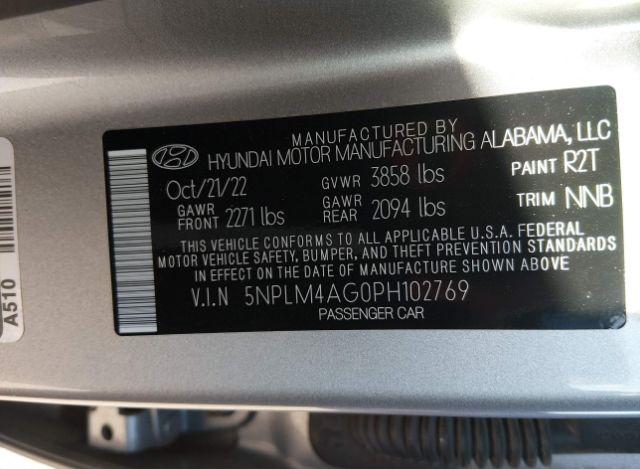 MANUFACTURED BY
HYUNDAI MOTOR MANUFACTURING ALABAMA, LLC
Oct/21/22 GVWR 3858 lbs PAINT R2T
GAWR FRONT 2271 lbs GAWR REAR 2094 lbs TRIM NNB
THIS VEHICLE CONFORMS TO ALL APPLICABLE U.S.A. FEDERAL
MOTOR VEHICLE SAFETY, BUMPER, AND THEFT PREVENTION STANDARDS
IN EFFECT ON THE DATE OF MANUFACTURE SHOWN ABOVE
V.I.N 5NPLM4AG0PH102769
PASSENGER CAR
A510